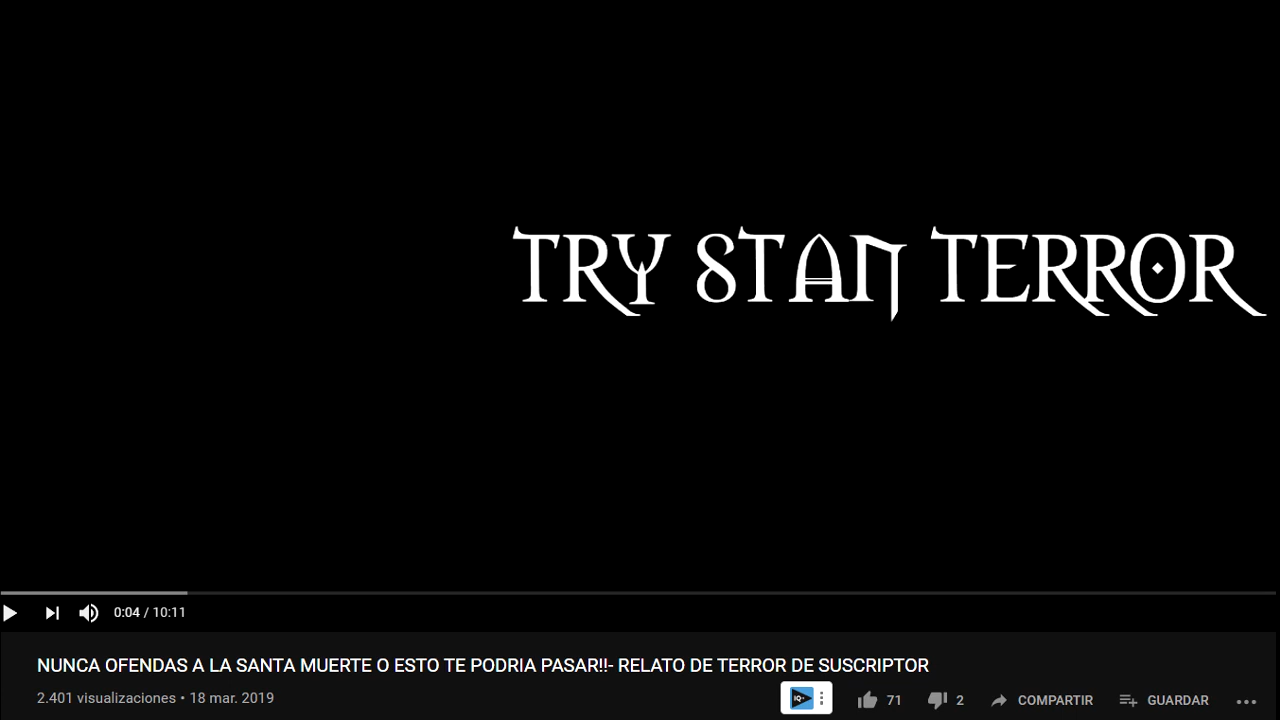 TRY STAN TERROR
0:04 / 10:11
NUNCA OFENDAS A LA SANTA MUERTE O ESTO TE PODRIA PASAR!!- RELATO DE TERROR DE SUSCRIPTOR
2.401 visualizaciones • 18 mar. 2019
IQ 71 2 COMPARTIR GUARDAR